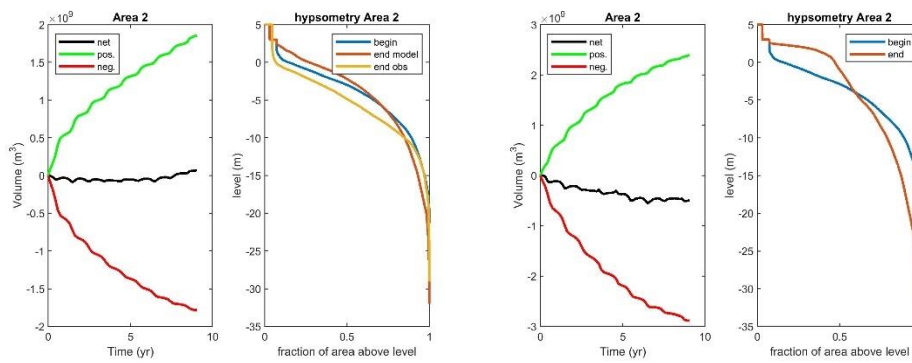 ×10⁹
Area 2
net
pos.
neg.
2
1.5
1
0.5
0
-0.5
-1
-1.5
-2
Volume (m³)
0
5
10
Time (yr)
hypsometry Area 2
begin
end model
end obs
5
0
-5
-10
-15
-20
-25
-30
-35
level (m)
0
0.5
1
fraction of area above level
×10⁹
Area 2
net
pos.
neg.
3
2
1
0
-1
-2
-3
Volume (m³)
0
5
10
Time (yr)
hypsometry Area 2
begin
end
5
0
-5
-10
-15
-20
-25
-30
-35
level (m)
0
0.5
fraction of area above level